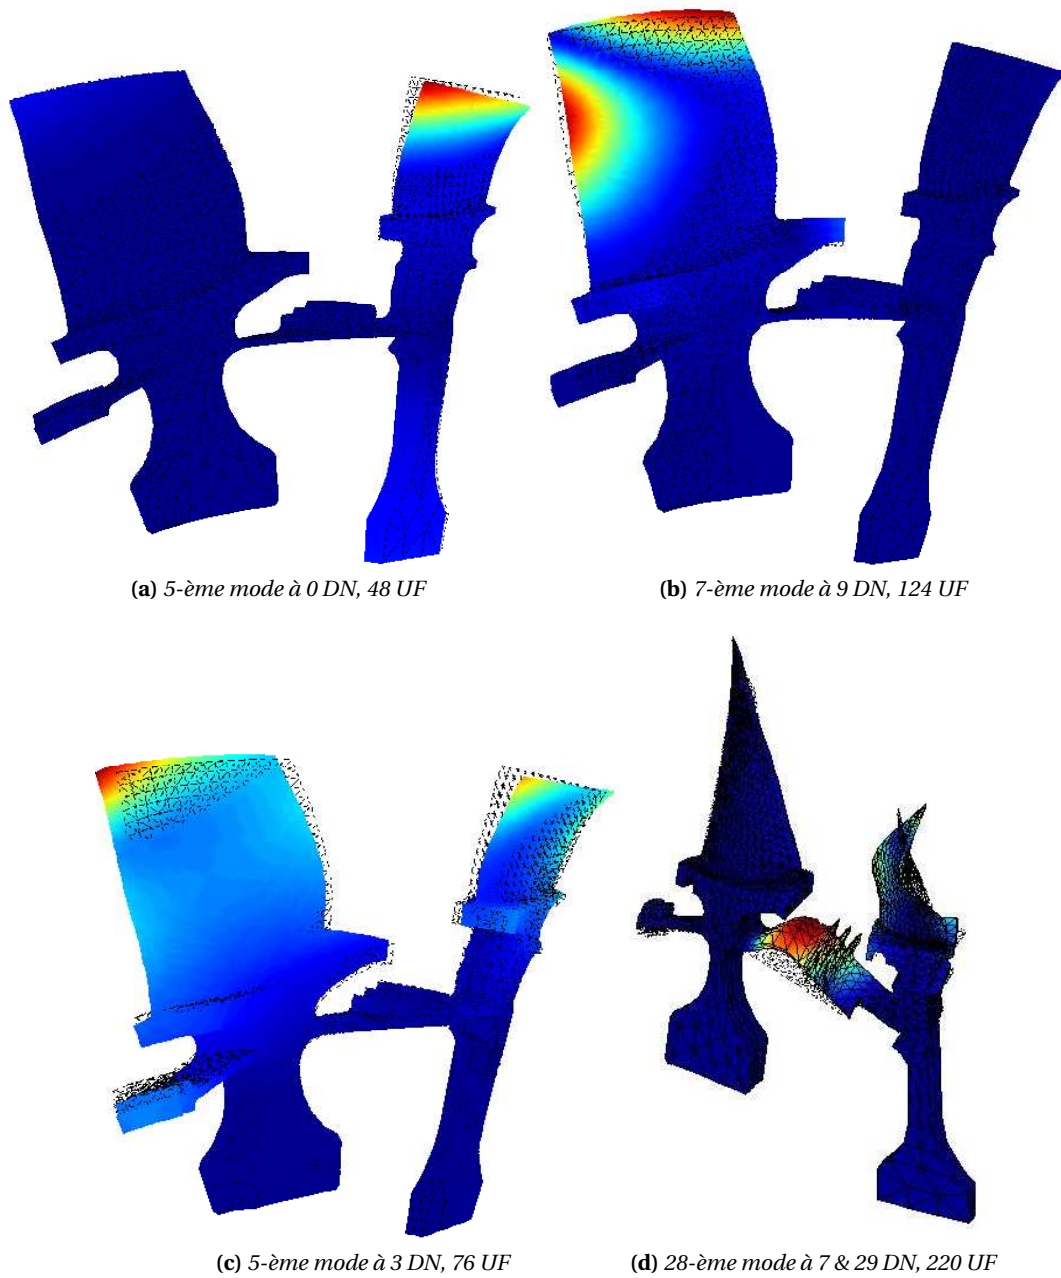 (a) 5-ème mode à 0 DN, 48 UF
(b) 7-ème mode à 9 DN, 124 UF
(c) 5-ème mode à 3 DN, 76 UF
(d) 28-ème mode à 7 & 29 DN, 220 UF